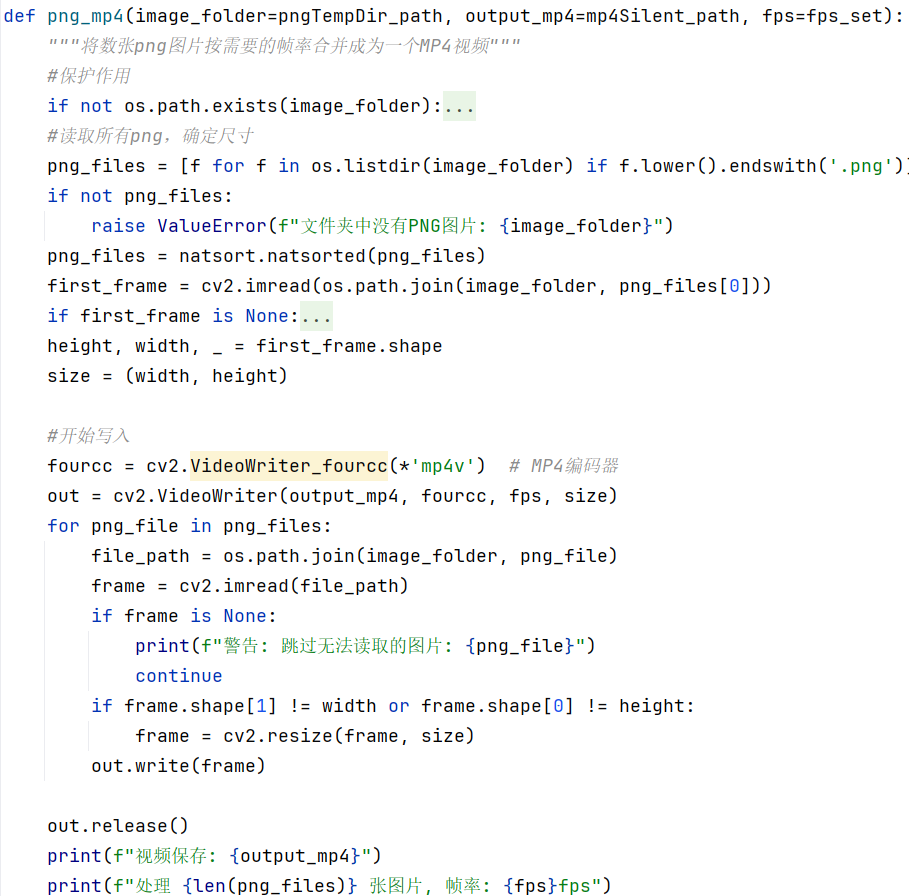 def png_mp4(image_folder=pngTempDir_path, output_mp4=mp4Silent_path, fps=fps_set):
    """将数张png图片按需要的帧率合并成为一个MP4视频"""
    #保护作用
    if not os.path.exists(image_folder):...
    #读取所有png，确定尺寸
    png_files = [f for f in os.listdir(image_folder) if f.lower().endswith('.png')]
    if not png_files:
        raise ValueError(f"文件夹中没有PNG图片: {image_folder}")
    png_files = natsort.natsorted(png_files)
    first_frame = cv2.imread(os.path.join(image_folder, png_files[0]))
    if first_frame is None:...
    height, width, _ = first_frame.shape
    size = (width, height)

    #开始写入
    fourcc = cv2.VideoWriter_fourcc(*'mp4v')  # MP4编码器
    out = cv2.VideoWriter(output_mp4, fourcc, fps, size)
    for png_file in png_files:
        file_path = os.path.join(image_folder, png_file)
        frame = cv2.imread(file_path)
        if frame is None:
            print(f"警告: 跳过无法读取的图片: {png_file}")
            continue
        if frame.shape[1] != width or frame.shape[0] != height:
            frame = cv2.resize(frame, size)
        out.write(frame)

    out.release()
    print(f"视频保存: {output_mp4}")
    print(f"处理 {len(png_files)} 张图片, 帧率: {fps}fps")